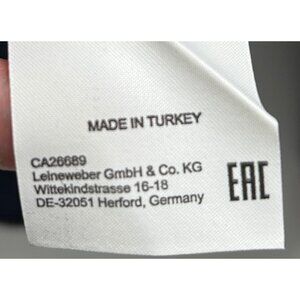 MADE IN TURKEY
CA26689
Leineweber GmbH & Co. KG
Wittekindstrasse 16-18
DE-32051 Herford, Germany
EAC